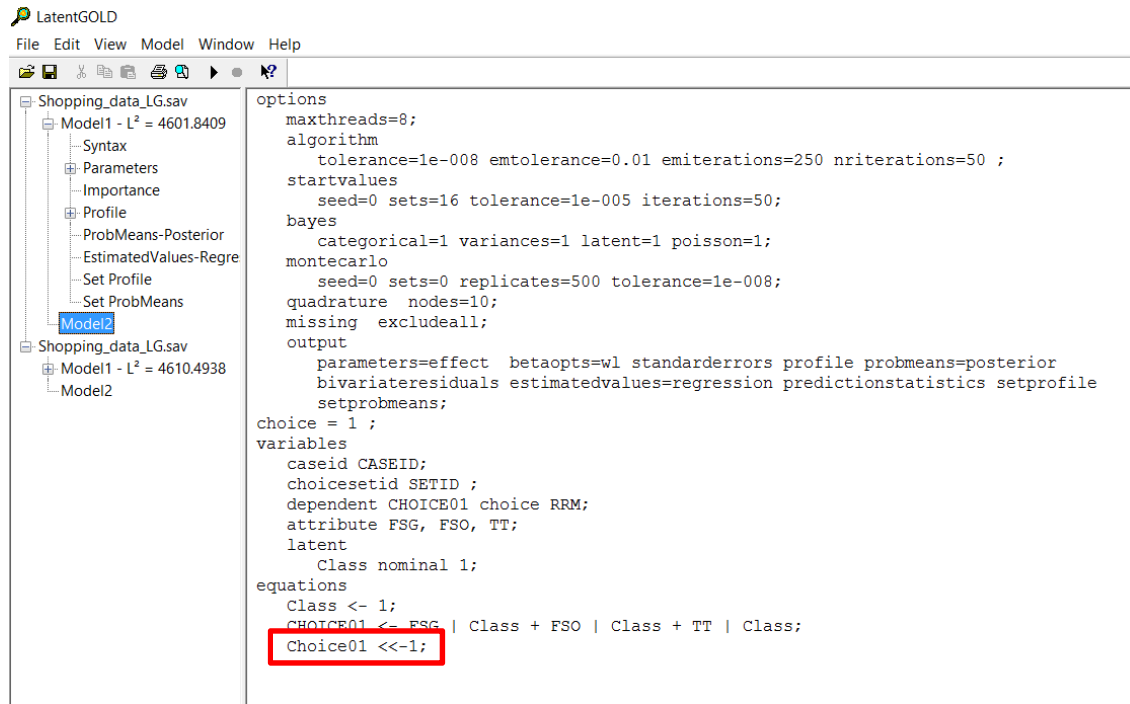 LatentGOLD
File Edit View Model Window Help
Shopping_data_LG.sav
Model1 - L² = 4601.8409
Syntax
Parameters
Importance
Profile
ProbMeans-Posterior
EstimatedValues-Regre
Set Profile
Set ProbMeans
Model2
Shopping_data_LG.sav
Model1 - L² = 4610.4938
Model2
options
maxthreads=8;
algorithm
tolerance=1e-008 emtolerance=0.01 emiterations=250 nriterations=50 ;
startvalues
seed=0 sets=16 tolerance=1e-005 iterations=50;
bayes
categorical=1 variances=1 latent=1 poisson=1;
montecarlo
seed=0 sets=0 replicates=500 tolerance=1e-008;
quadrature nodes=10;
missing excludeall;
output
parameters=effect betaopts=wl standarderrors profile probmeans=posterior
bivariateresiduals estimatedvalues=regression predictionstatistics setprofile
setprobmeans;
choice = 1 ;
variables
caseid CASEID;
choicesetid SETID ;
dependent CHOICE01 choice RRM;
attribute FSG, FSO, TT;
latent
Class nominal 1;
equations
Class <- 1;
CHOICE01 <- FSG | Class + FSO | Class + TT | Class;
Choice01 <<-1;